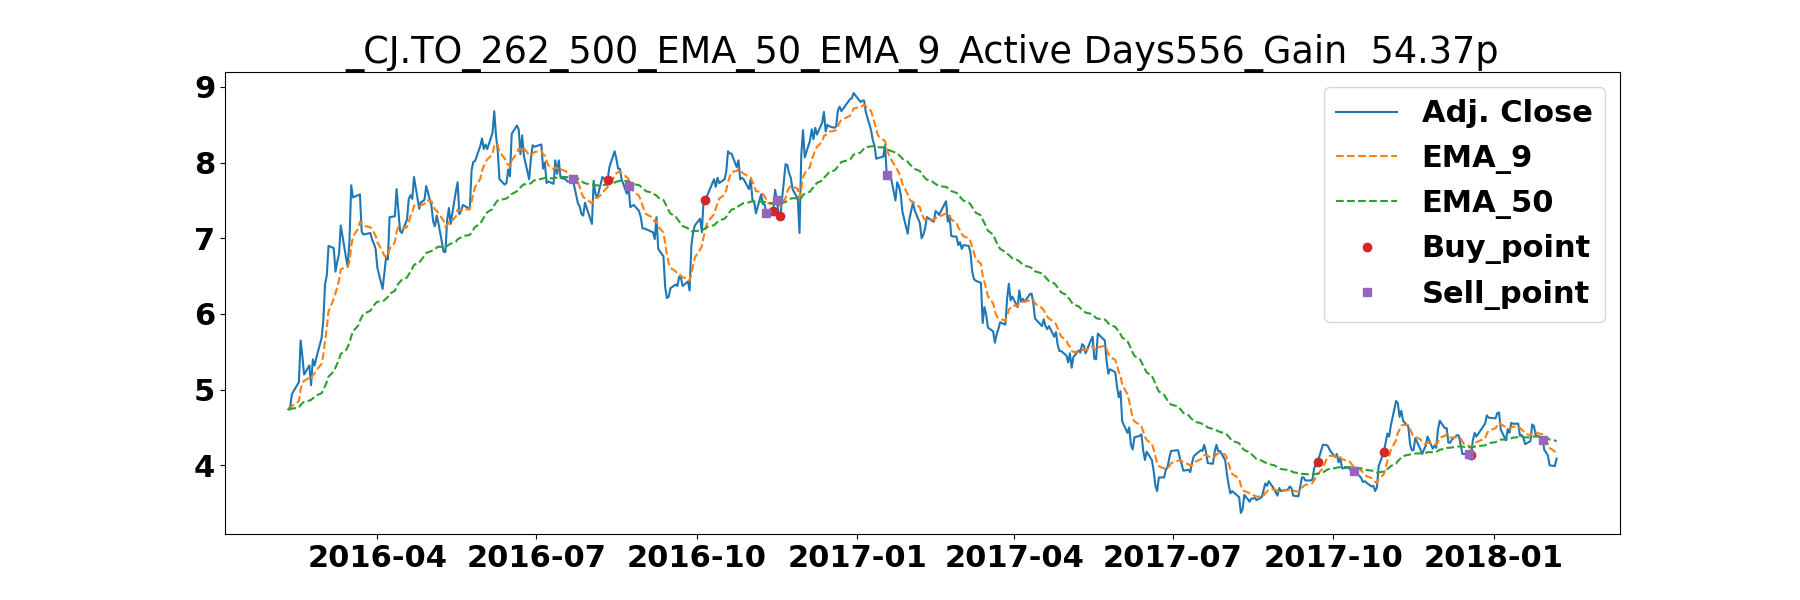 _CJ.TO_262_500_EMA_50_EMA_9_Active Days556_Gain  54.37p
9
8
7
6
5
4
Adj. Close
EMA_9
EMA_50
Buy_point
Sell_point
2016-04 2016-07 2016-10 2017-01 2017-04 2017-07 2017-10 2018-01